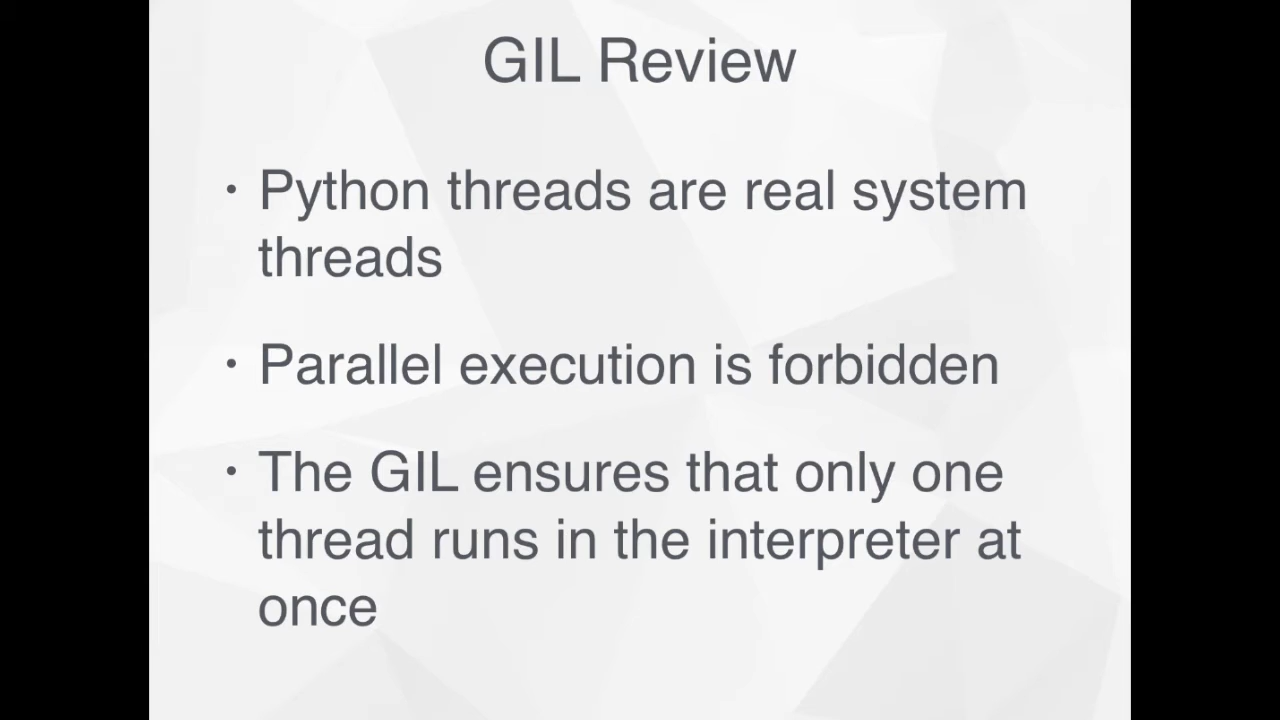 GIL Review
• Python threads are real system
threads
• Parallel execution is forbidden
• The GIL ensures that only one
thread runs in the interpreter at
once